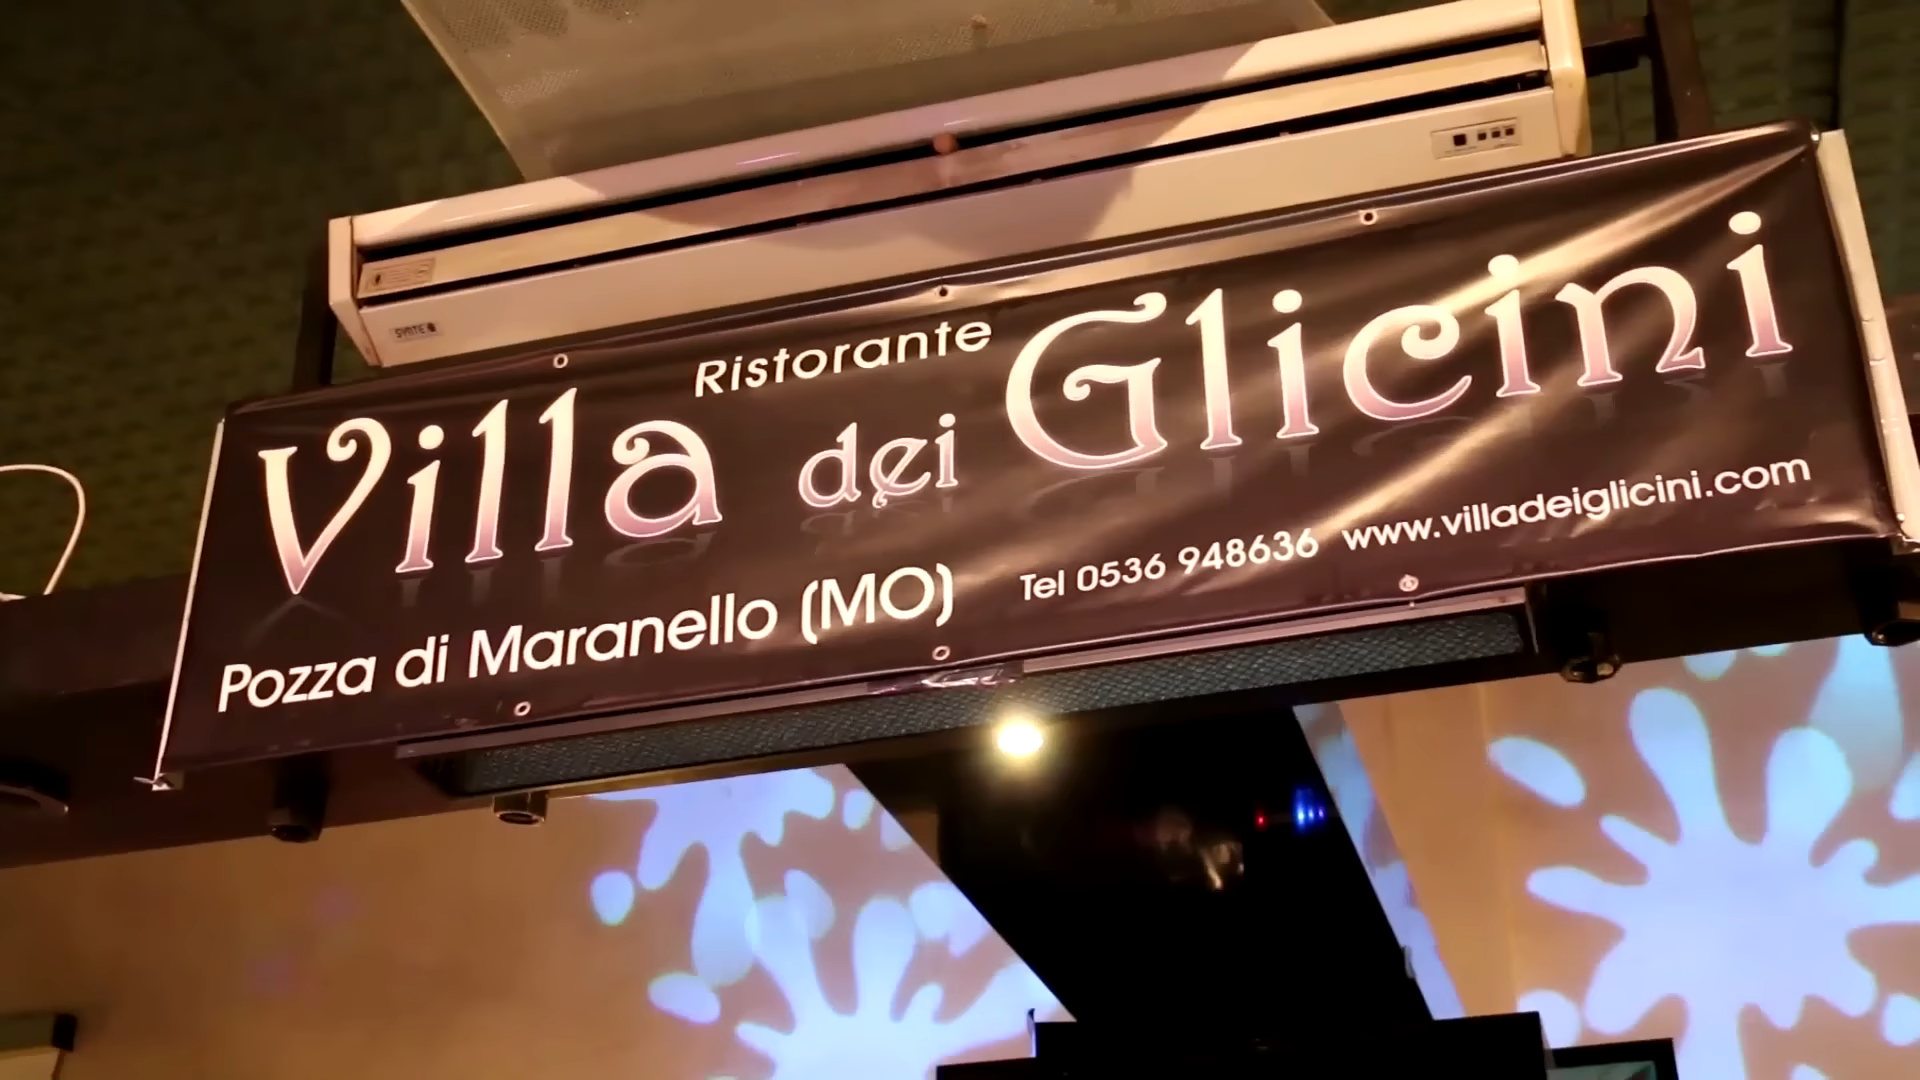 Ristorante
Villa dei Glicini
Pozza di Maranello (MO)
Tel 0536 948636 www.villadeiglicini.com